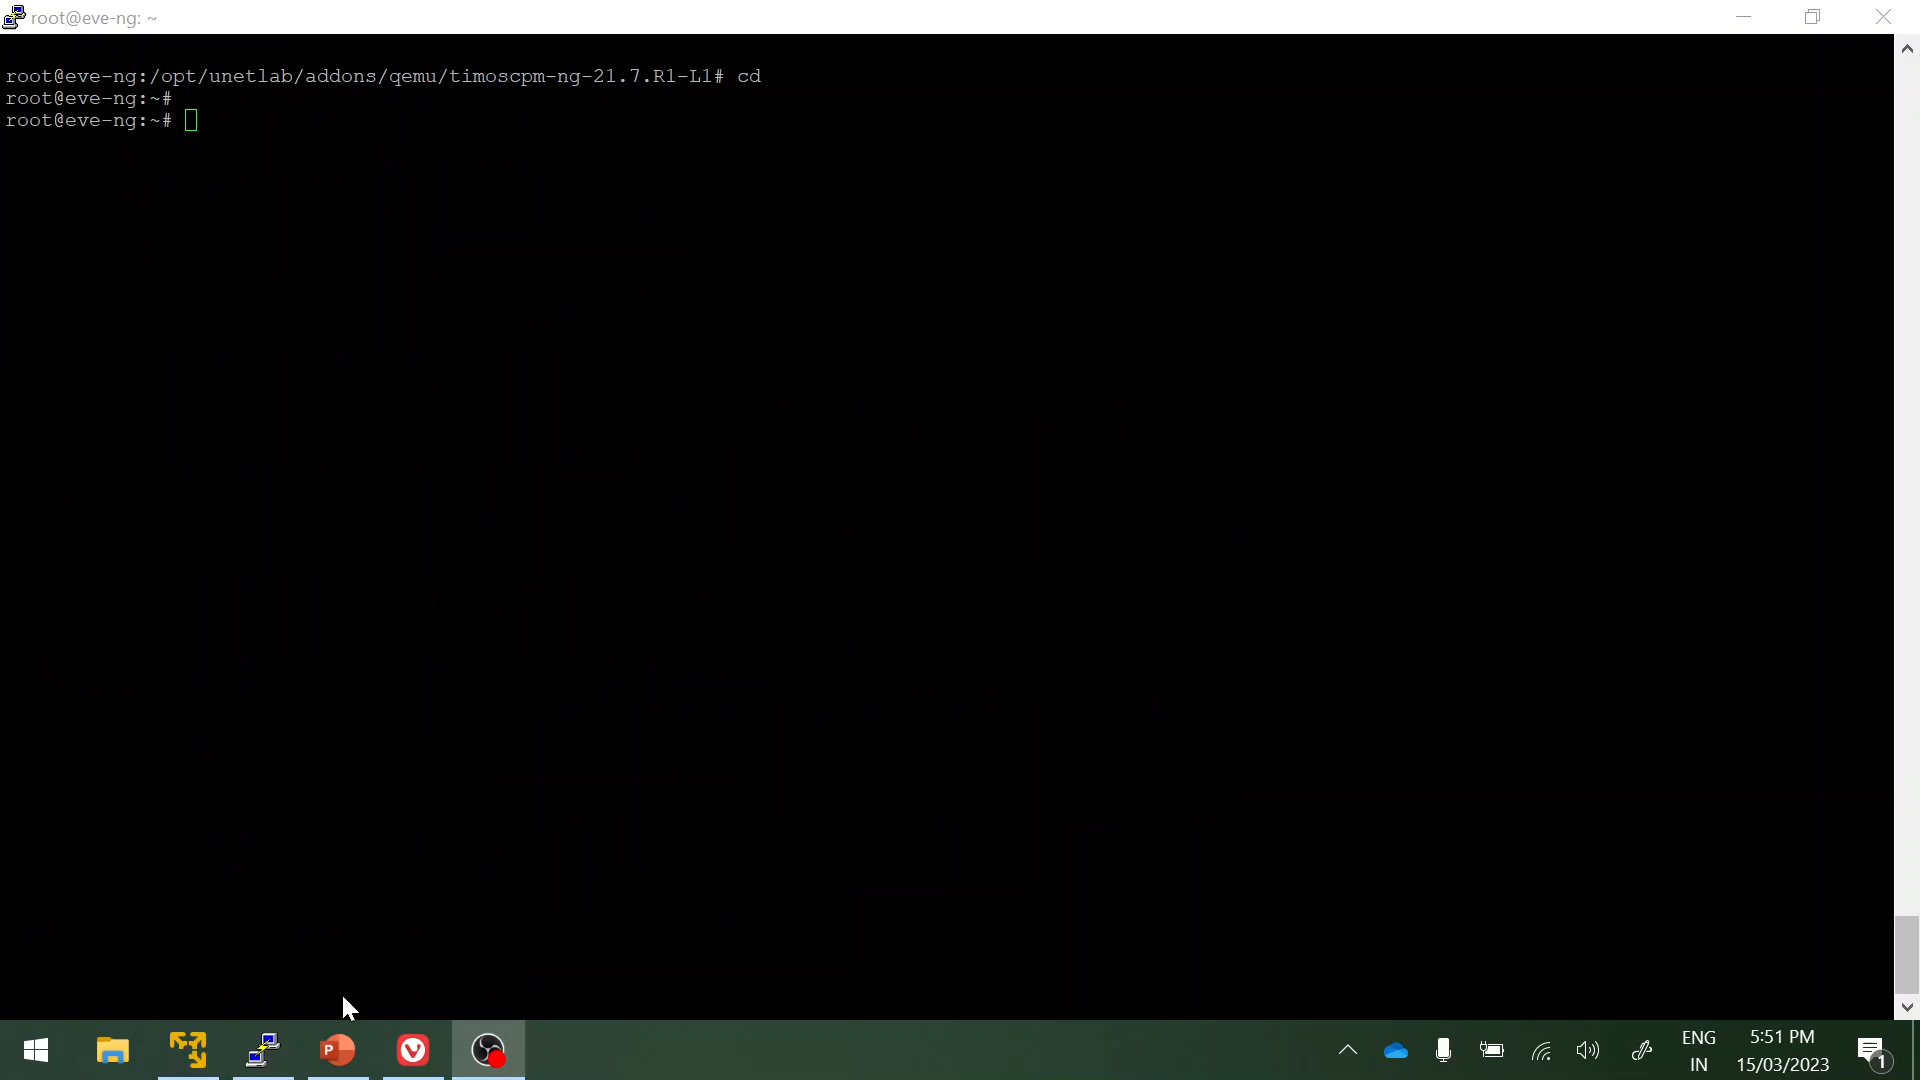 root@eve-ng: ~
root@eve-ng:/opt/unetlab/addons/qemu/timoscpm-ng-21.7.R1-L1# cd
root@eve-ng:~#
root@eve-ng:~#
P
ENG
IN
5:51 PM
15/03/2023
1